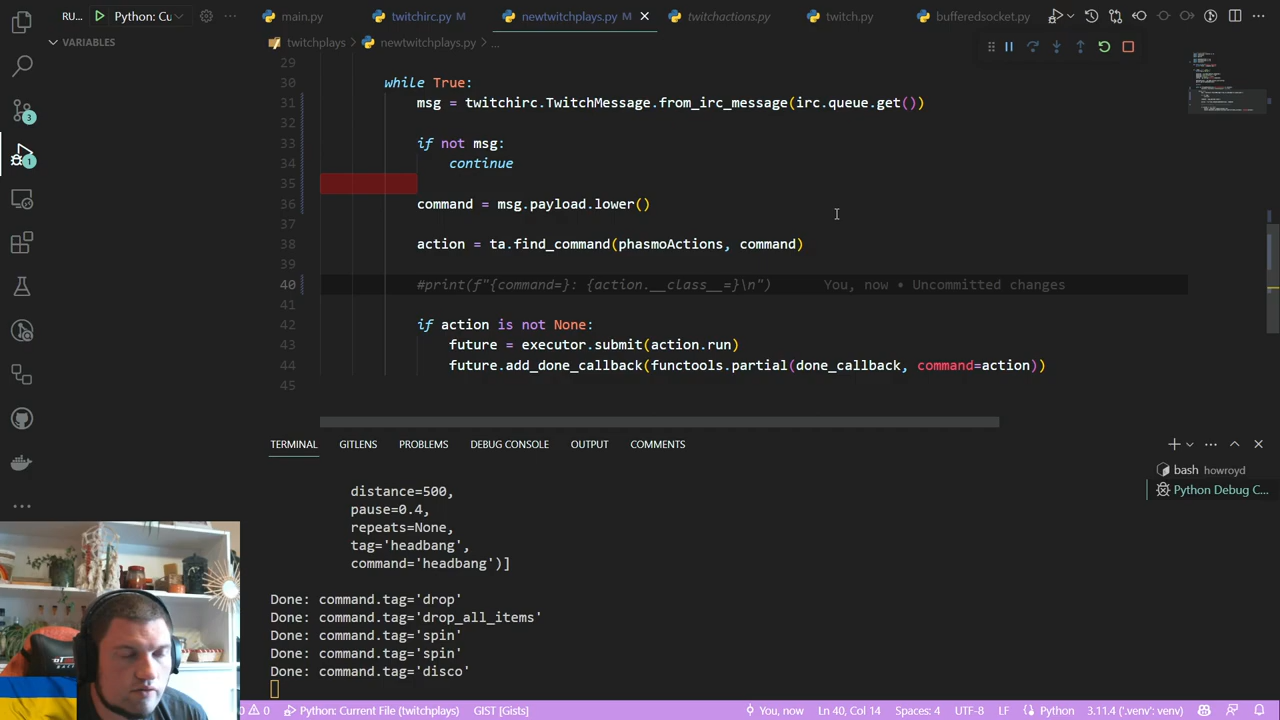 Python: Cu
main.py
twitchirc.py M
newtwitchplays.py M
twitchactions.py
twitch.py
bufferedsocket.py
RU...
VARIABLES
twitchplays > newtwitchplays.py > ...
29
30 while True:
31 msg = twitchirc.TwitchMessage.from_irc_message(irc.queue.get())
32
33 if not msg:
34 continue
35
36 command = msg.payload.lower()
37
38 action = ta.find_command(phasmoActions, command)
39
40 #print(f"{command=}: {action.__class__=}\n") You, now • Uncommitted changes
41
42 if action is not None:
43 future = executor.submit(action.run)
44 future.add_done_callback(functools.partial(done_callback, command=action))
45
3
1
TERMINAL GITLENS PROBLEMS DEBUG CONSOLE OUTPUT COMMENTS
bash howroyd
Python Debug C...
distance=500,
pause=0.4,
repeats=None,
tag='headbang',
command='headbang')]
Done: command.tag='drop'
Done: command.tag='drop_all_items'
Done: command.tag='spin'
Done: command.tag='spin'
Done: command.tag='disco'
0 0 Python: Current File (twitchplays) GIST [Gists] You, now Ln 40, Col 14 Spaces: 4 UTF-8 LF Python 3.11.4 ('.venv': venv)